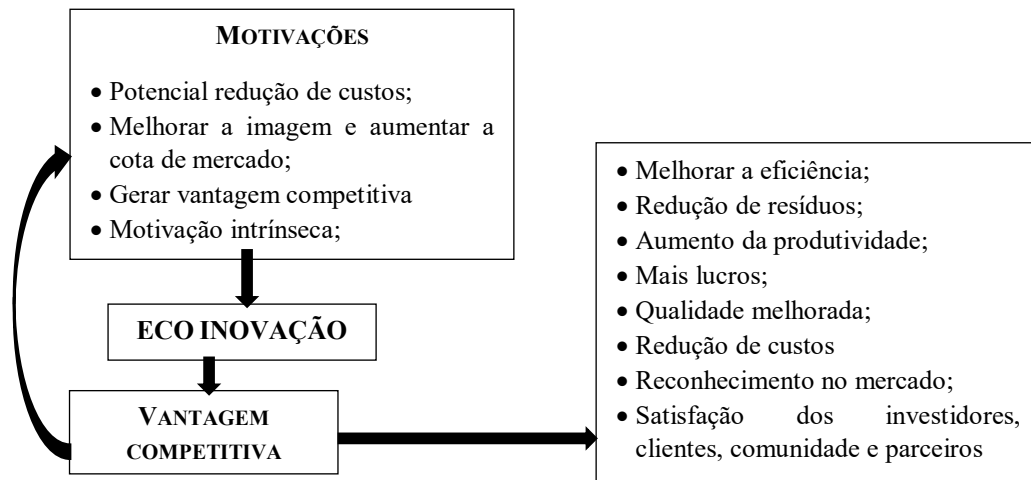 MOTIVAÇÕES
• Potencial redução de custos;
• Melhorar a imagem e aumentar a
cota de mercado;
• Gerar vantagem competitiva
• Motivação intrínseca;
ECO INOVAÇÃO
VANTAGEM
COMPETITIVA
• Melhorar a eficiência;
• Redução de resíduos;
• Aumento da produtividade;
• Mais lucros;
• Qualidade melhorada;
• Redução de custos
• Reconhecimento no mercado;
• Satisfação dos investidores,
clientes, comunidade e parceiros